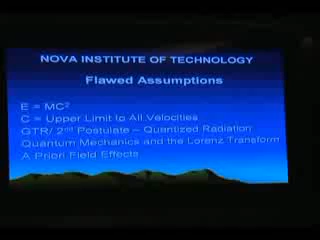 NOVA INSTITUTE OF TECHNOLOGY
Flawed Assumptions
E = MC²
C = Upper Limit to All Velocities
GTR/ 2nd Postulate – Quantized Radiation
Quantum Mechanics and the Lorenz Transform
A Priori Field Effects